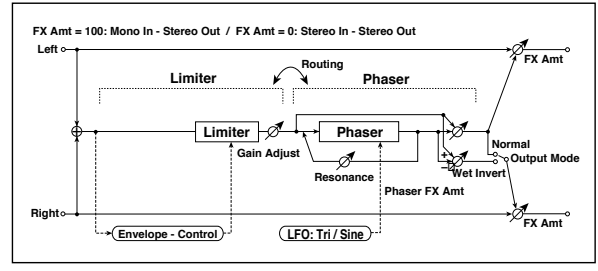 FX Amt = 100: Mono In - Stereo Out / FX Amt = 0: Stereo In - Stereo Out
Left
FX Amt
Routing
Limiter
Phaser
Limiter
Phaser
Normal
Gain Adjust
Output Mode
+
−
Wet Invert
Resonance
Phaser FX Amt
Right
Envelope - Control
LFO: Tri / Sine
FX Amt